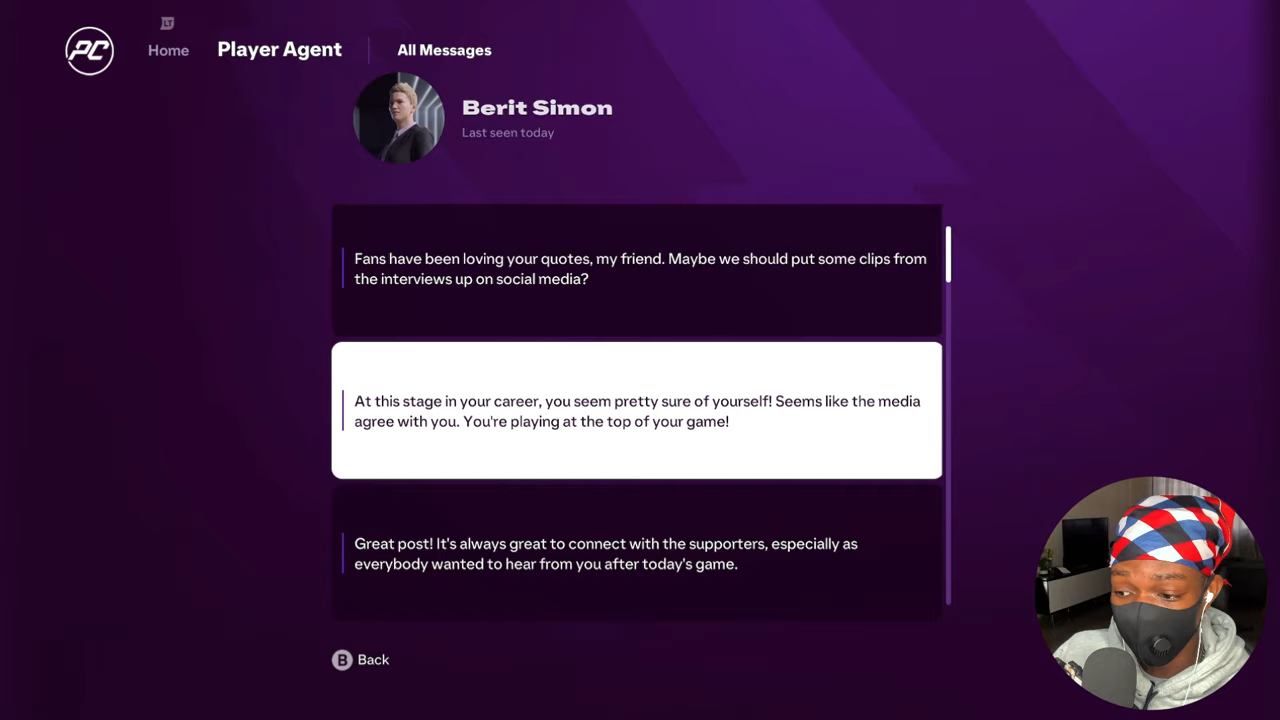 PC
LT
Home
Player Agent
All Messages
Berit Simon
Last seen today
Fans have been loving your quotes, my friend. Maybe we should put some clips from
the interviews up on social media?
At this stage in your career, you seem pretty sure of yourself! Seems like the media
agree with you. You're playing at the top of your game!
Great post! It's always great to connect with the supporters, especially as
everybody wanted to hear from you after today's game.
B Back